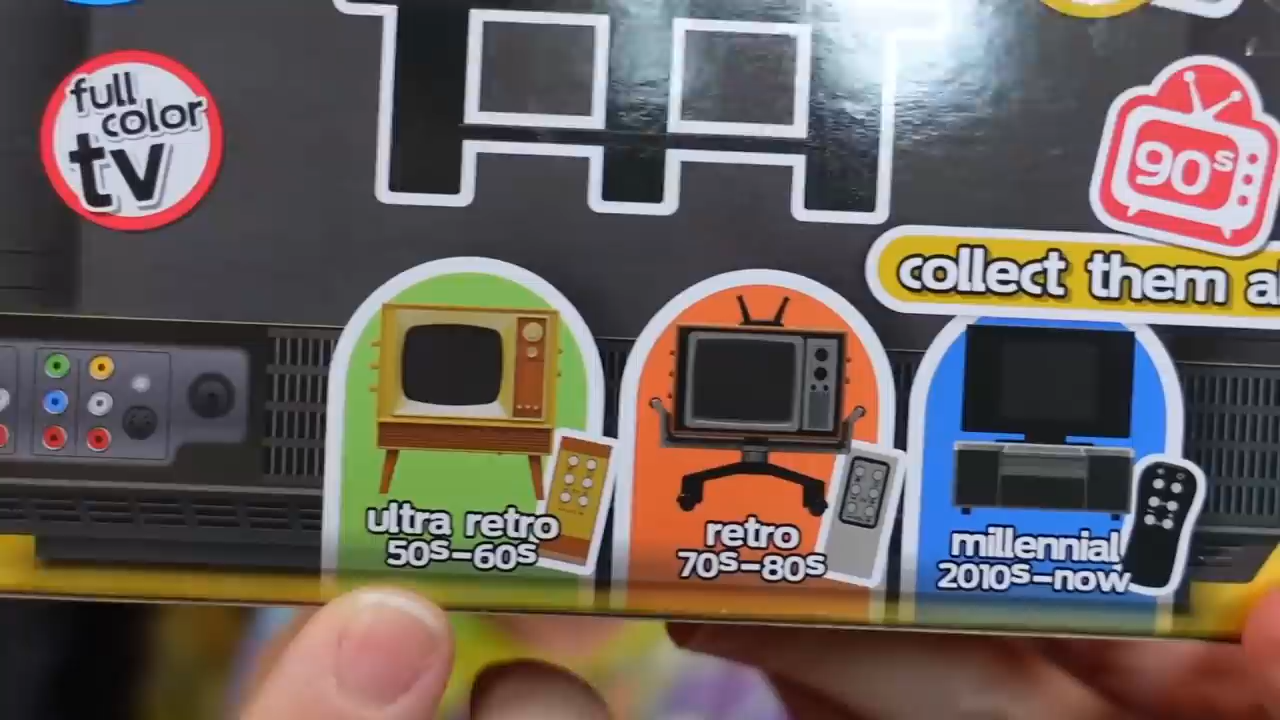 full
color
tv
90s
collect them a
ultra retro
50s-60s
retro
70s-80s
millennial
2010s-now